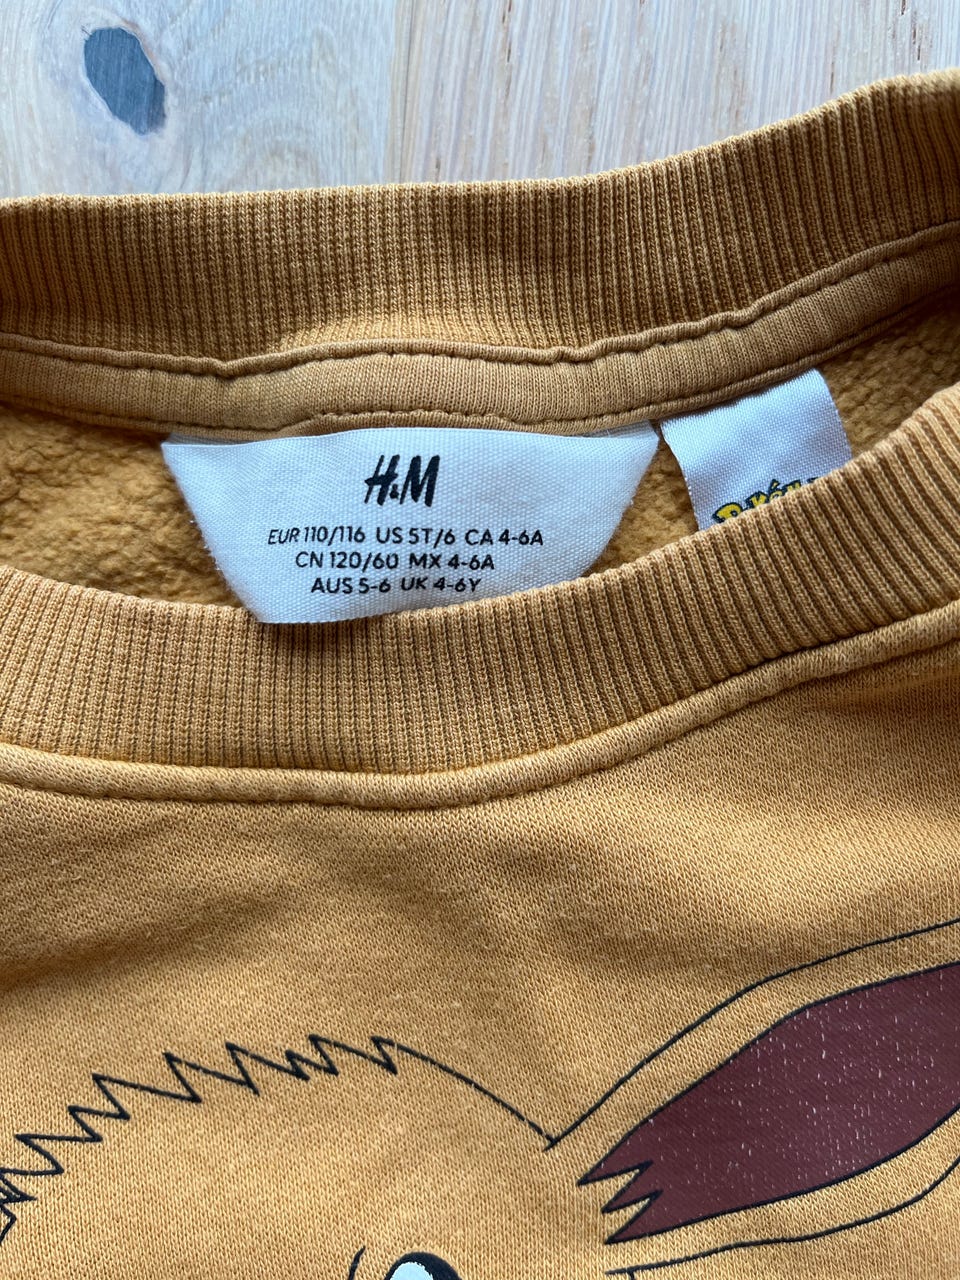 H&M
EUR 110/116 US 5T/6 CA 4-6A
CN 120/60 MX 4-6A
AUS 5-6 UK 4-6Y